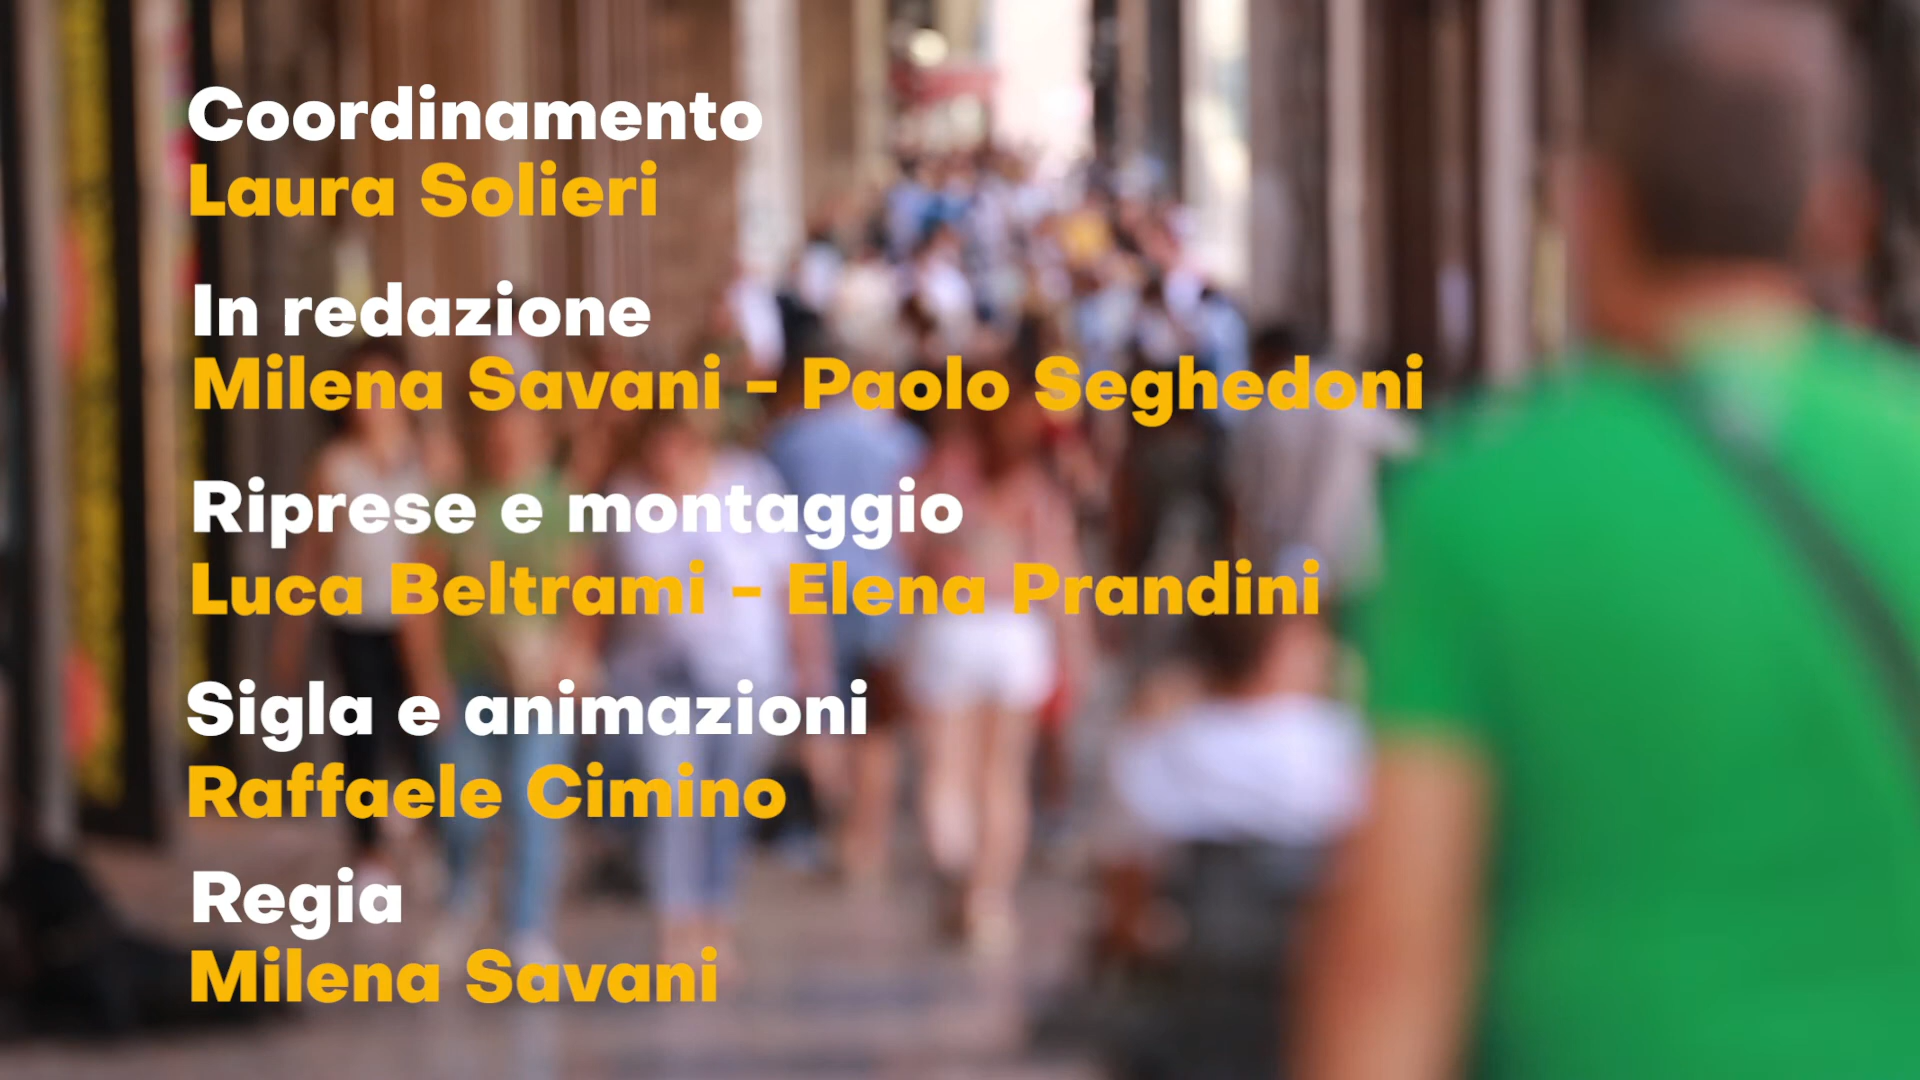 Coordinamento
Laura Solieri
In redazione
Milena Savani - Paolo Seghedoni
Riprese e montaggio
Luca Beltrami - Elena Prandini
Sigla e animazioni
Raffaele Cimino
Regia
Milena Savani